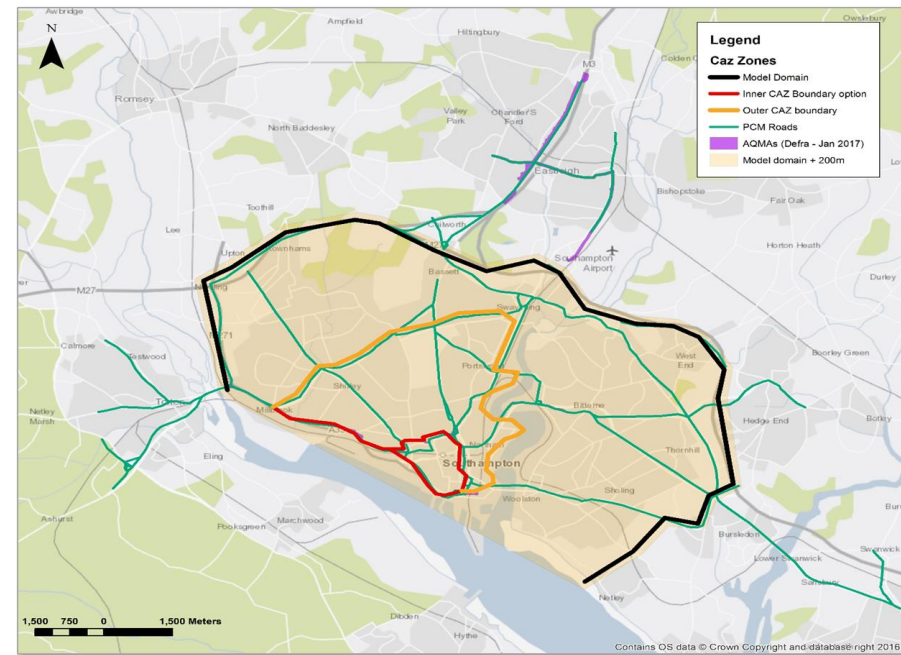 Awbridge
Ampfield
Owslebury
Hiltingbury
N
Legend
Caz Zones
Model Domain
Inner CAZ Boundary option
Outer CAZ boundary
PCM Roads
AQMAs (Defra - Jan 2017)
Model domain + 200m
M3
Romsey
Valley
Park
Chandler'S
Ford
North Baddesley
Eastleigh
Bishopstoke
Fair Oak
Toothill
Lee
Upton
Horton Heath
Southampton
Airport
Bassett
Durley
M27
Swaythling
Calmore
Testwood
West
End
Boorley Green
Shirley
Totton
Netley
Marsh
Bitterne
Hedge End
Botley
Eling
Southampton
Thornhill
Sholing
Woolston
Ashurst
Marchwood
Pooksgreen
Bursledon
Lower Swanwick
Swanwick
Netley
Dibden
Hythe
1,500 750 0 1,500 Meters
Contains OS data © Crown Copyright and database right 2016